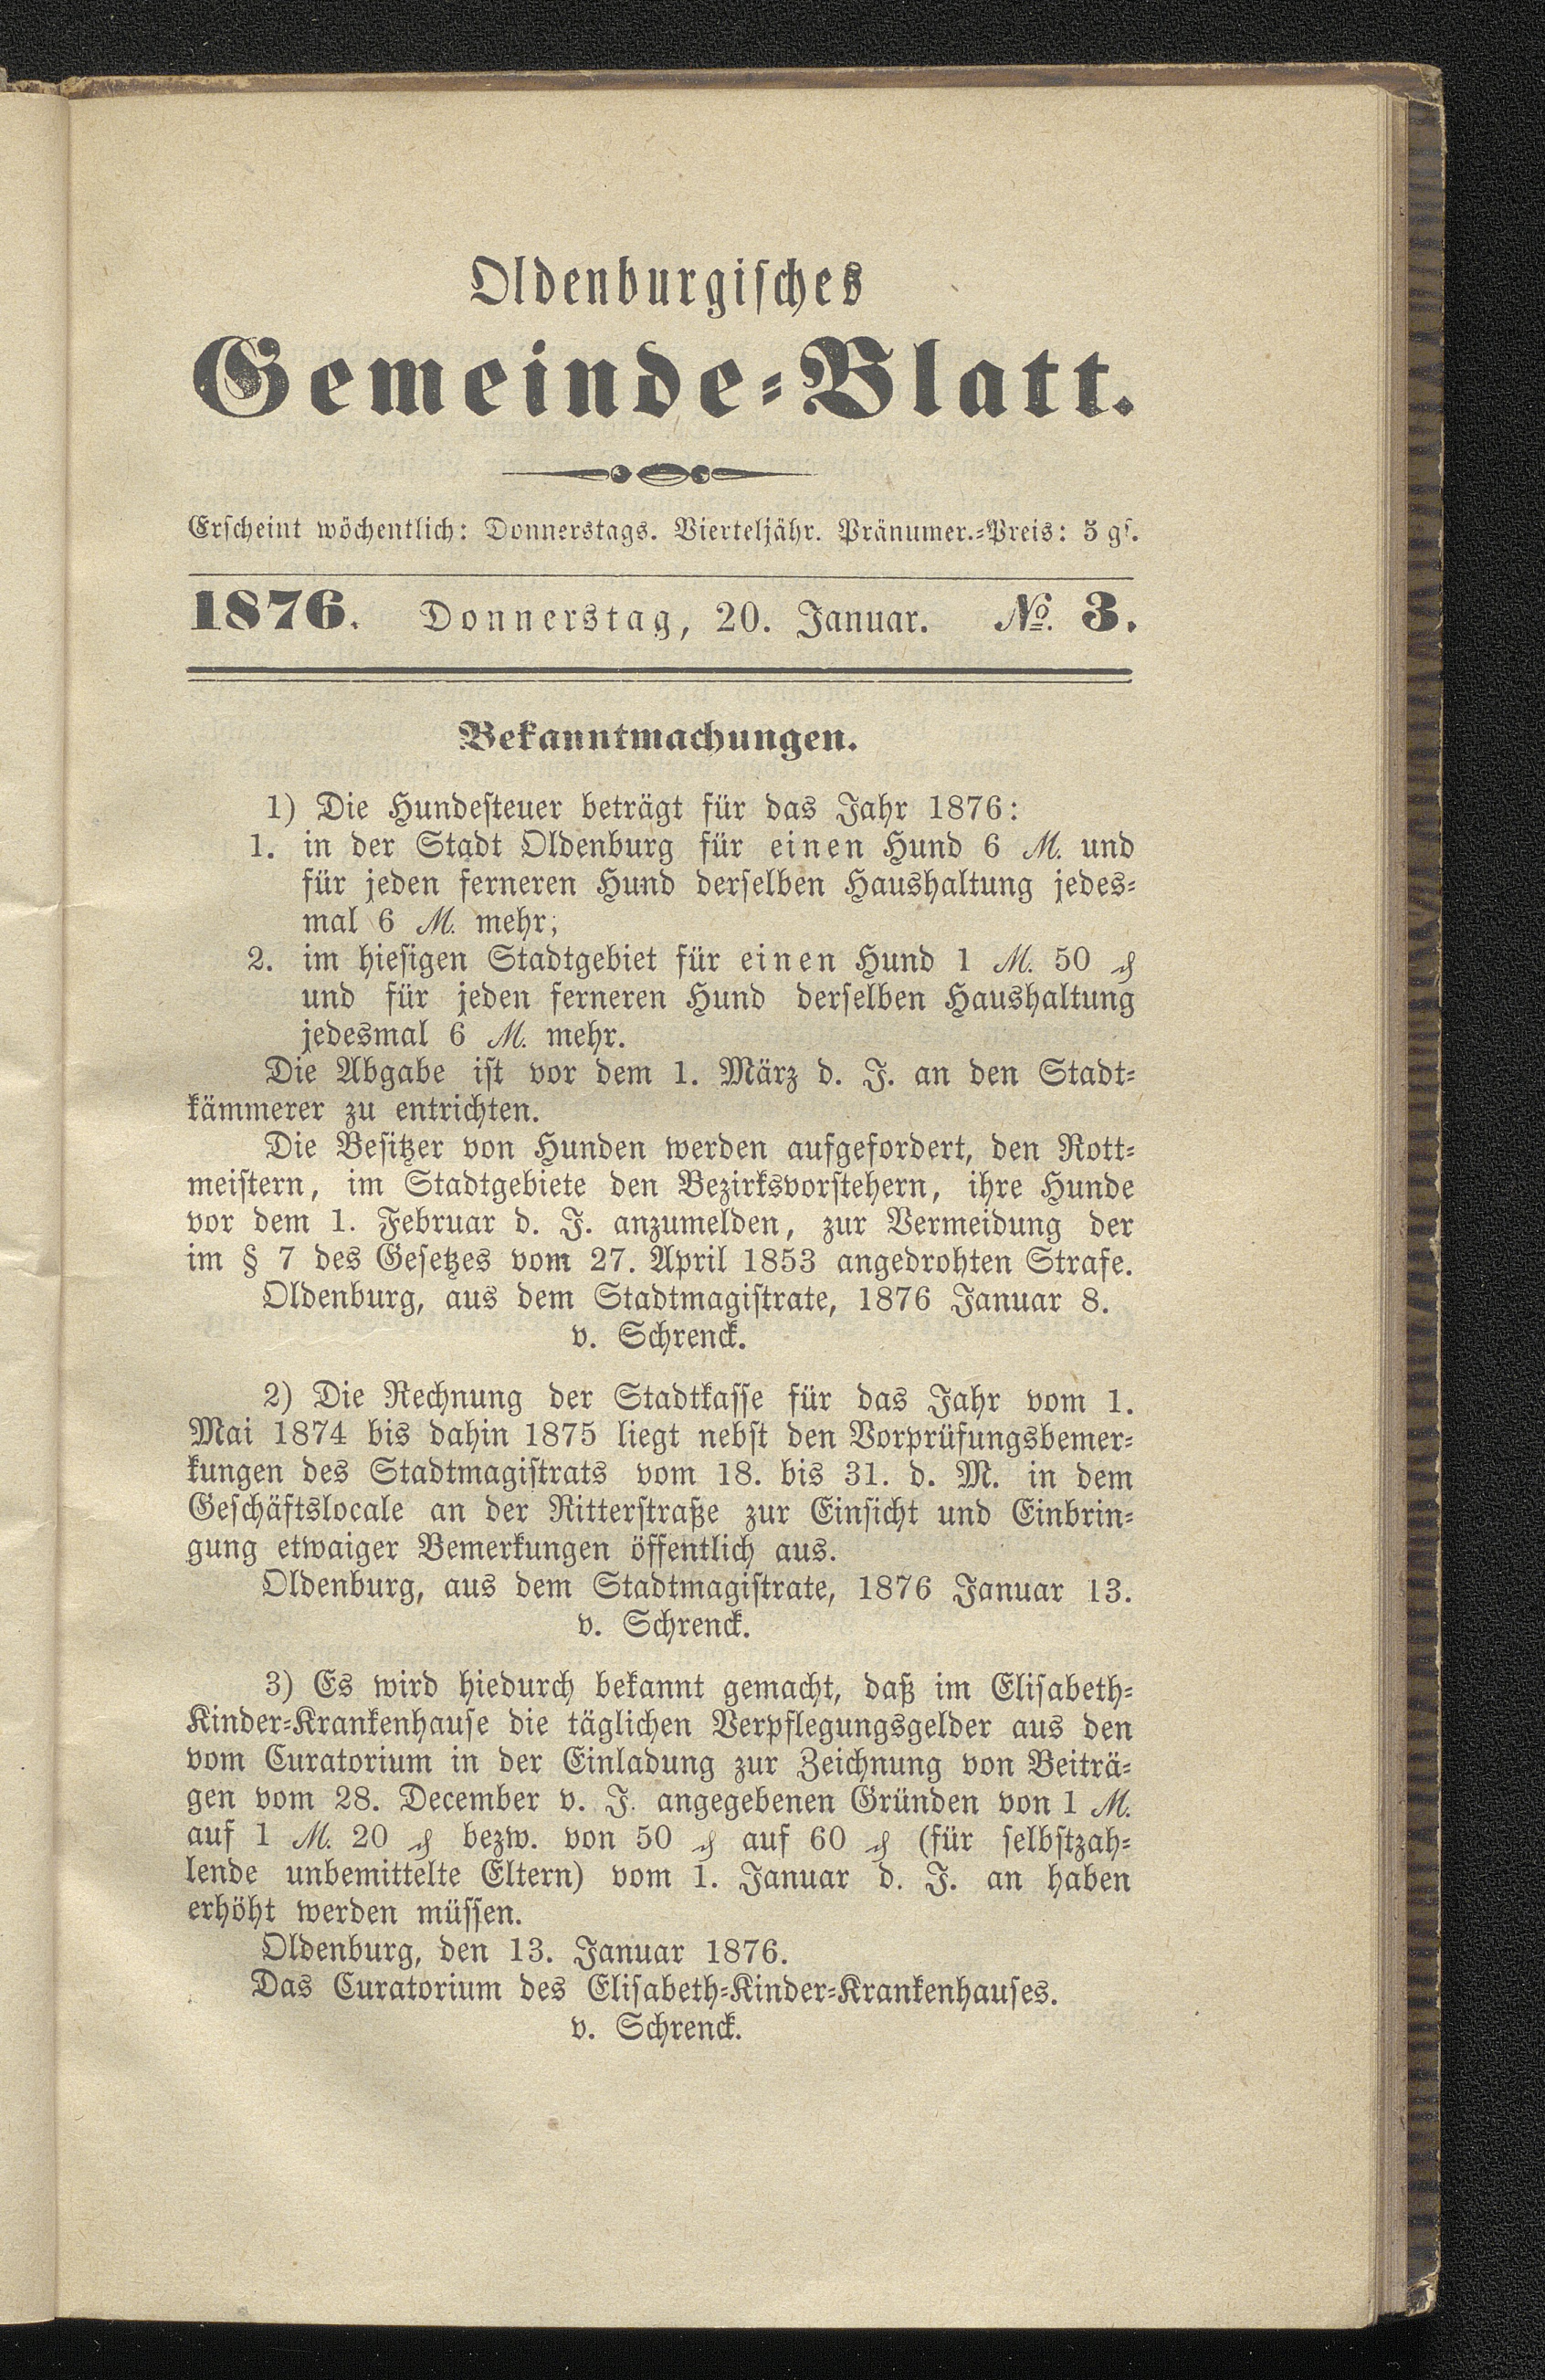 Oldenburgisches
Gemeinde-Blatt.
Erscheint wöchentlich: Donnerstags. Vierteljähr. Pränumer.-Preis: 5 gs.
1876. Donnerstag, 20. Januar. No. 3.
Bekanntmachungen.
1) Die Hundesteuer beträgt für das Jahr 1876:
1. in der Stadt Oldenburg für einen Hund 6 M. und
für jeden ferneren Hund derselben Haushaltung jedes-
mal 6 M. mehr;
2. im hiesigen Stadtgebiet für einen Hund 1 M. 50 ₰
und für jeden ferneren Hund derselben Haushaltung
jedesmal 6 M. mehr.
Die Abgabe ist vor dem 1. März d. J. an den Stadt-
kämmerer zu entrichten.
Die Besitzer von Hunden werden aufgefordert, den Rott-
meistern, im Stadtgebiete den Bezirksvorstehern, ihre Hunde
vor dem 1. Februar d. J. anzumelden, zur Vermeidung der
im § 7 des Gesetzes vom 27. April 1853 angedrohten Strafe.
Oldenburg, aus dem Stadtmagistrate, 1876 Januar 8.
v. Schrenck.
2) Die Rechnung der Stadtkasse für das Jahr vom 1.
Mai 1874 bis dahin 1875 liegt nebst den Vorprüfungsbemer-
kungen des Stadtmagistrats vom 18. bis 31. d. M. in dem
Geschäftslocale an der Ritterstraße zur Einsicht und Einbrin-
gung etwaiger Bemerkungen öffentlich aus.
Oldenburg, aus dem Stadtmagistrate, 1876 Januar 13.
v. Schrenck.
3) Es wird hiedurch bekannt gemacht, daß im Elisabeth-
Kinder-Krankenhause die täglichen Verpflegungsgelder aus den
vom Curatorium in der Einladung zur Zeichnung von Beiträ-
gen vom 28. December v. J. angegebenen Gründen von 1 M.
auf 1 M. 20 ₰ bezw. von 50 ₰ auf 60 ₰ (für selbstzah-
lende unbemittelte Eltern) vom 1. Januar d. J. an haben
erhöht werden müssen.
Oldenburg, den 13. Januar 1876.
Das Curatorium des Elisabeth-Kinder-Krankenhauses.
v. Schrenck.